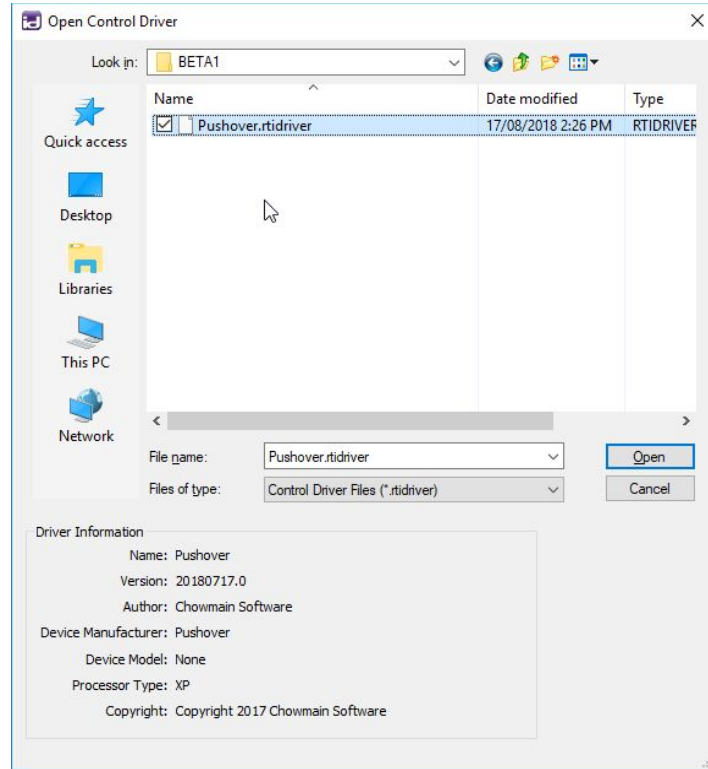 Open Control Driver
Look in: BETA1
Name Date modified Type
Pushover.rtidriver 17/08/2018 2:26 PM RTIDRIVER
Quick access
Desktop
Libraries
This PC
Network
File name: Pushover.rtidriver Open
Files of type: Control Driver Files (*.rtidriver) Cancel
Driver Information
Name: Pushover
Version: 20180717.0
Author: Chowmain Software
Device Manufacturer: Pushover
Device Model: None
Processor Type: XP
Copyright: Copyright 2017 Chowmain Software